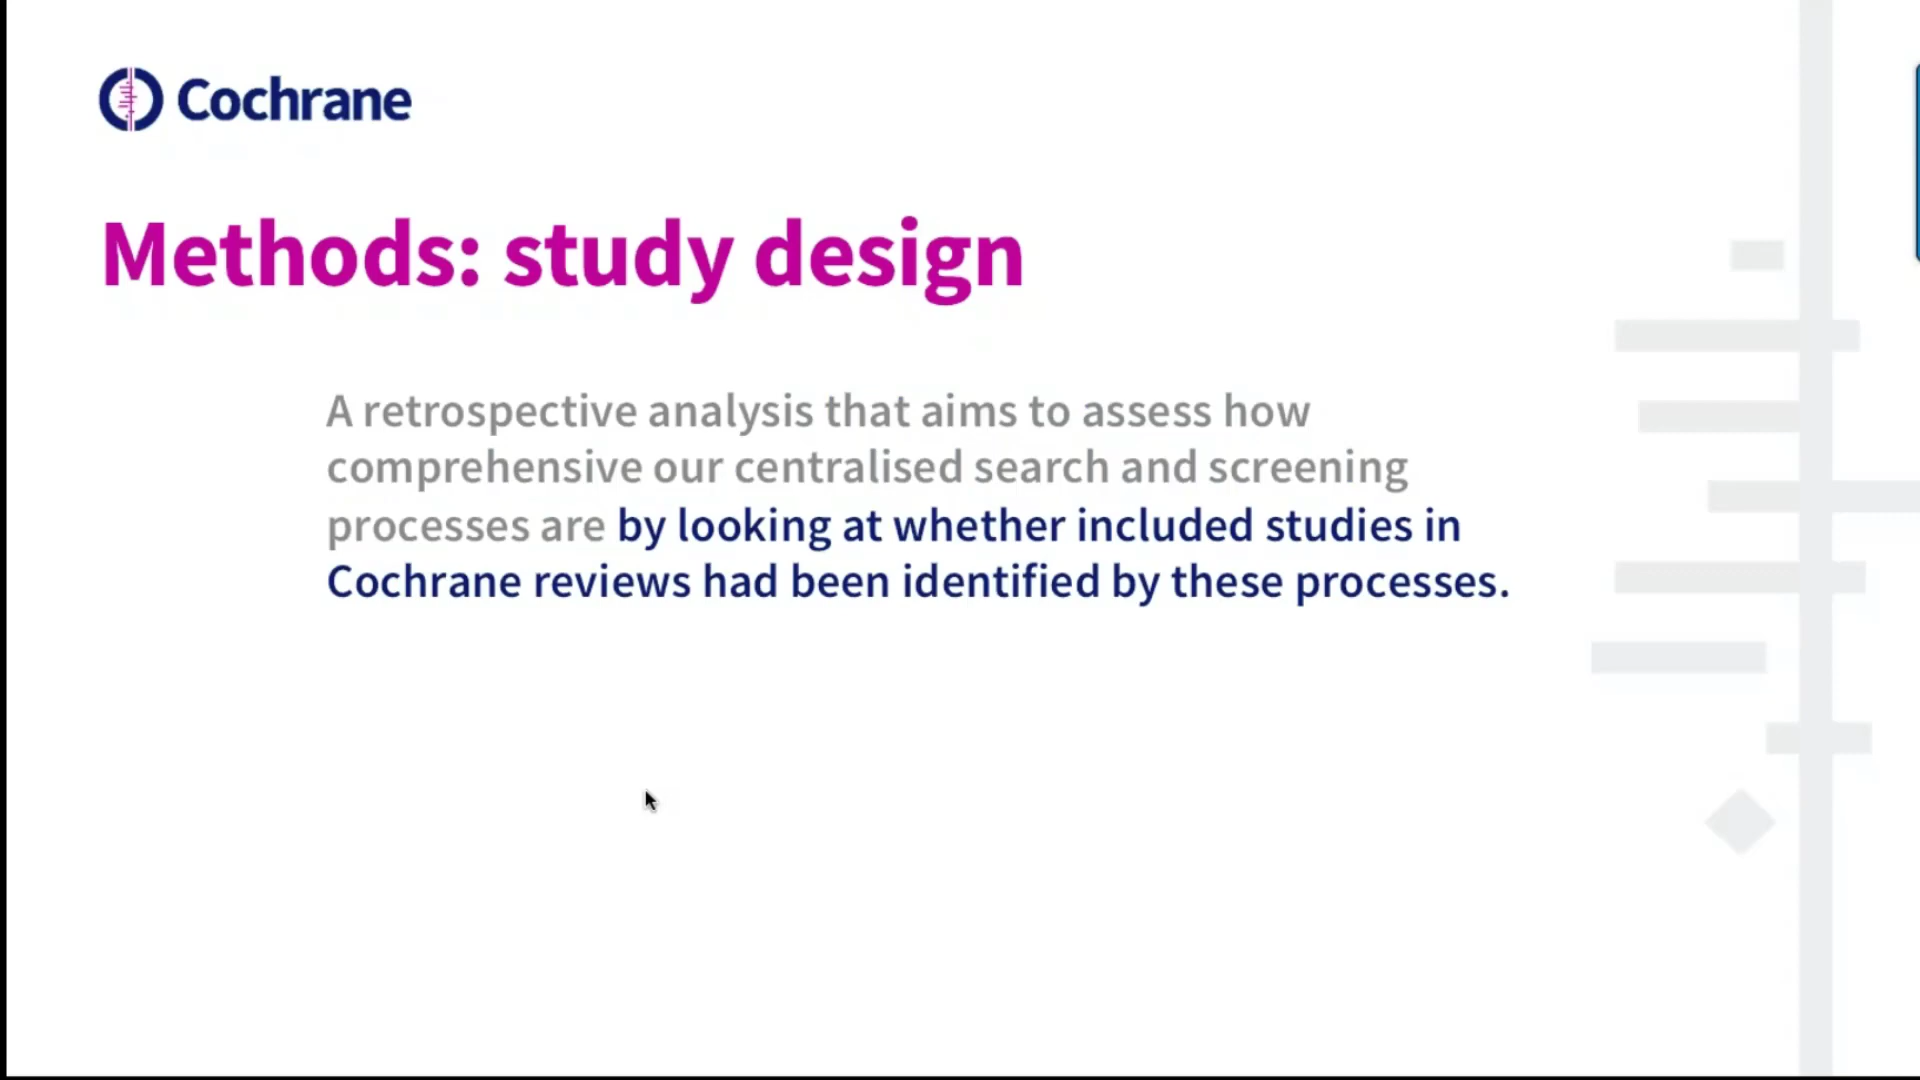 Cochrane
Methods: study design
A retrospective analysis that aims to assess how
comprehensive our centralised search and screening
processes are by looking at whether included studies in
Cochrane reviews had been identified by these processes.